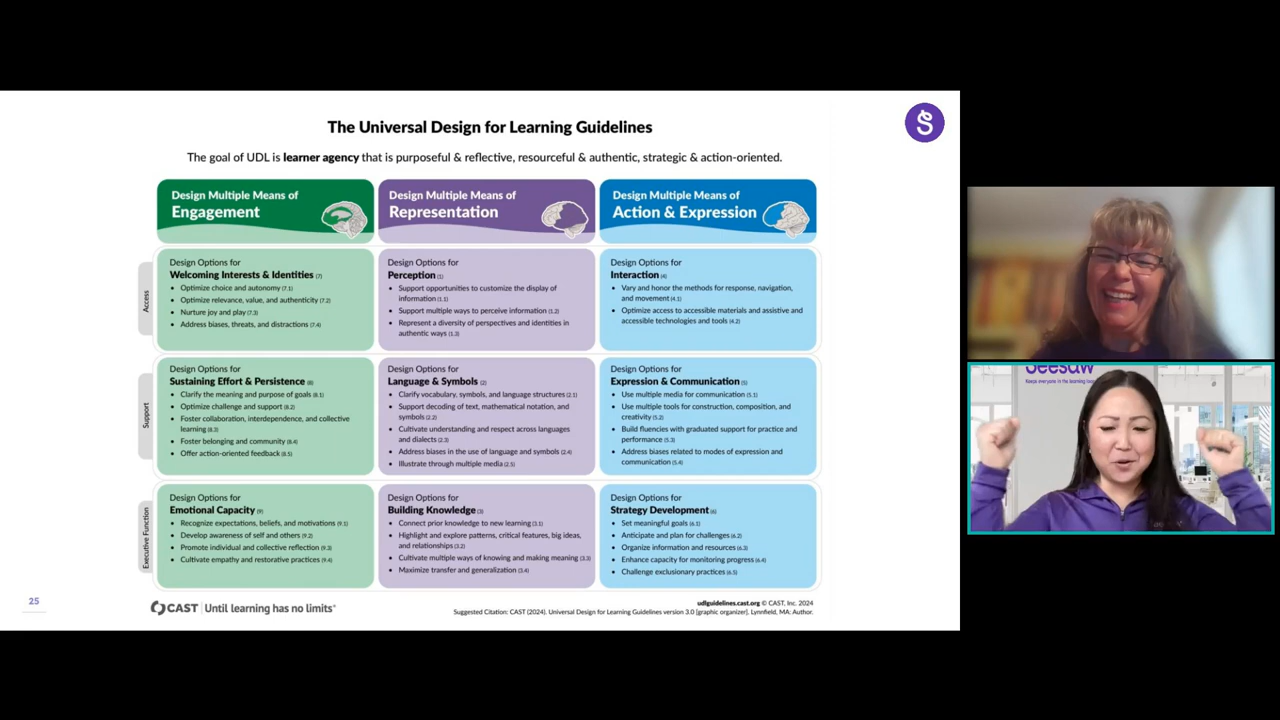 The Universal Design for Learning Guidelines
The goal of UDL is learner agency that is purposeful & reflective, resourceful & authentic, strategic & action-oriented.
Design Multiple Means of
Engagement
Design Multiple Means of
Representation
Design Multiple Means of
Action & Expression
Access
Design Options for
Welcoming Interests & Identities (7)
• Optimize choice and autonomy (7.1)
• Optimize relevance, value, and authenticity (7.2)
• Nurture joy and play (7.3)
• Address biases, threats, and distractions (7.4)
Design Options for
Perception (1)
• Support opportunities to customize the display of
information (1.1)
• Support multiple ways to perceive information (1.2)
• Represent a diversity of perspectives and identities in
authentic ways (1.3)
Design Options for
Interaction (4)
• Vary and honor the methods for response, navigation,
and movement (4.1)
• Optimize access to accessible materials and assistive and
accessible technologies and tools (4.2)
Support
Design Options for
Sustaining Effort & Persistence (8)
• Clarify the meaning and purpose of goals (8.1)
• Optimize challenge and support (8.2)
• Foster collaboration, interdependence, and collective
learning (8.3)
• Foster belonging and community (8.4)
• Offer action-oriented feedback (8.5)
Design Options for
Language & Symbols (2)
• Clarify vocabulary, symbols, and language structures (2.1)
• Support decoding of text, mathematical notation, and
symbols (2.2)
• Cultivate understanding and respect across languages
and dialects (2.3)
• Address biases in the use of language and symbols (2.4)
• Illustrate through multiple media (2.5)
Design Options for
Expression & Communication (5)
• Use multiple media for communication (5.1)
• Use multiple tools for construction, composition, and
creativity (5.2)
• Build fluencies with graduated support for practice and
performance (5.3)
• Address biases related to modes of expression and
communication (5.4)
Executive Function
Design Options for
Emotional Capacity (9)
• Recognize expectations, beliefs, and motivations (9.1)
• Develop awareness of self and others (9.2)
• Promote individual and collective reflection (9.3)
• Cultivate empathy and restorative practices (9.4)
Design Options for
Building Knowledge (3)
• Connect prior knowledge to new learning (3.1)
• Highlight and explore patterns, critical features, big ideas,
and relationships (3.2)
• Cultivate multiple ways of knowing and making meaning (3.3)
• Maximize transfer and generalization (3.4)
Design Options for
Strategy Development (6)
• Set meaningful goals (6.1)
• Anticipate and plan for challenges (6.2)
• Organize information and resources (6.3)
• Enhance capacity for monitoring progress (6.4)
• Challenge exclusionary practices (6.5)
25
CAST | Until learning has no limits®
udlguidelines.cast.org © CAST, Inc. 2024
Suggested Citation: CAST (2024). Universal Design for Learning Guidelines version 3.0 [graphic organizer]. Lynnfield, MA: Author.
Seesaw
Keeps everyone in the learning